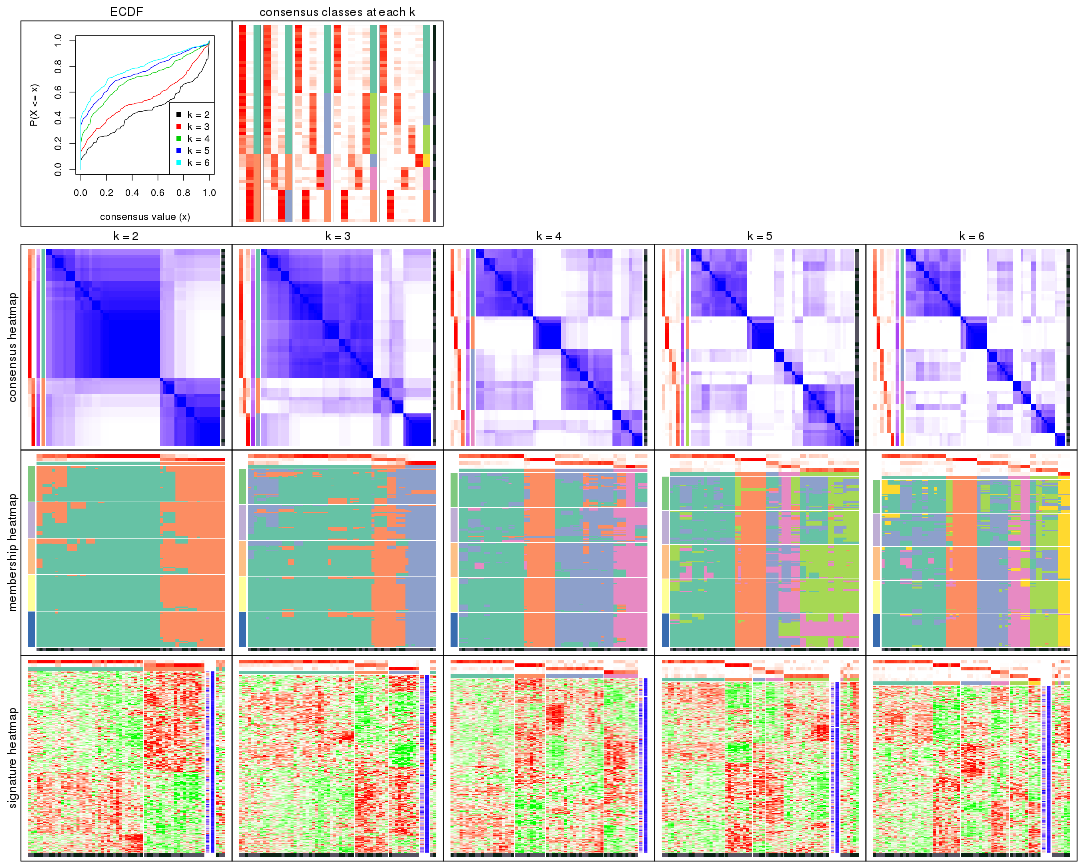 ECDF
consensus classes at each k
P(X <= x)
0.0 0.2 0.4 0.6 0.8 1.0
k = 2
k = 3
k = 4
k = 5
k = 6
0.0 0.2 0.4 0.6 0.8 1.0
consensus value (x)
k = 2
k = 3
k = 4
k = 5
k = 6
consensus heatmap
membership heatmap
signature heatmap